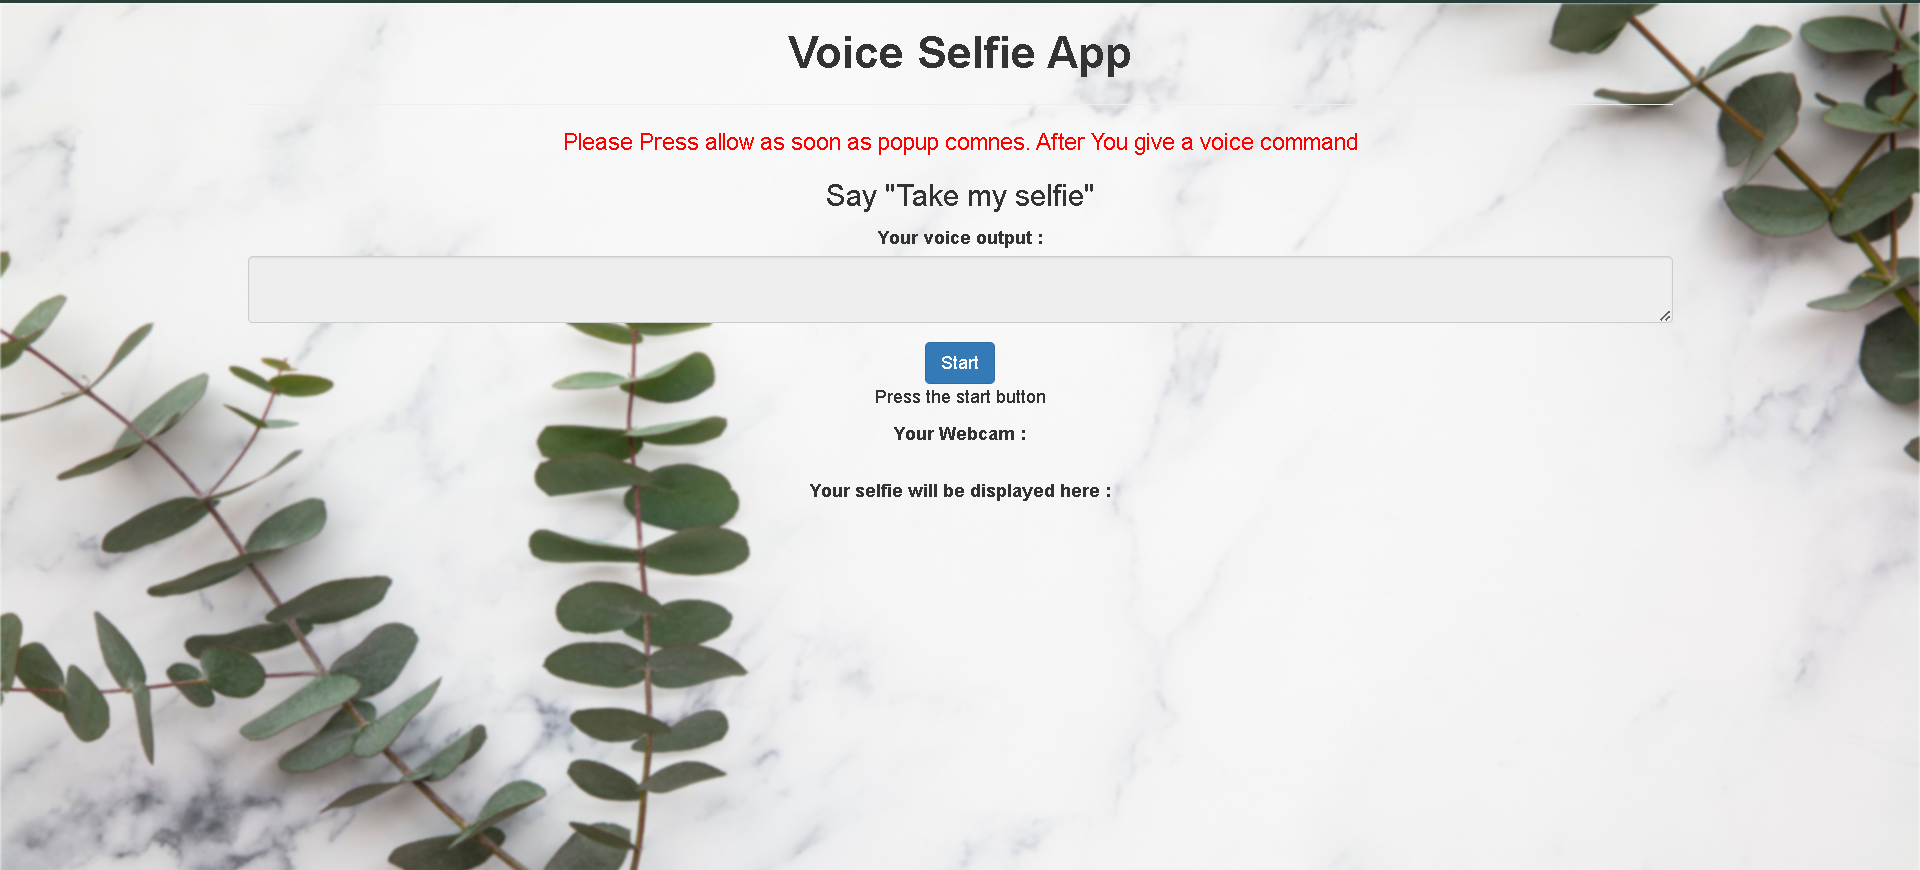 Voice Selfie App
Please Press allow as soon as popup comnes. After You give a voice command
Say "Take my selfie"
Your voice output :
Start
Press the start button
Your Webcam :
Your selfie will be displayed here :